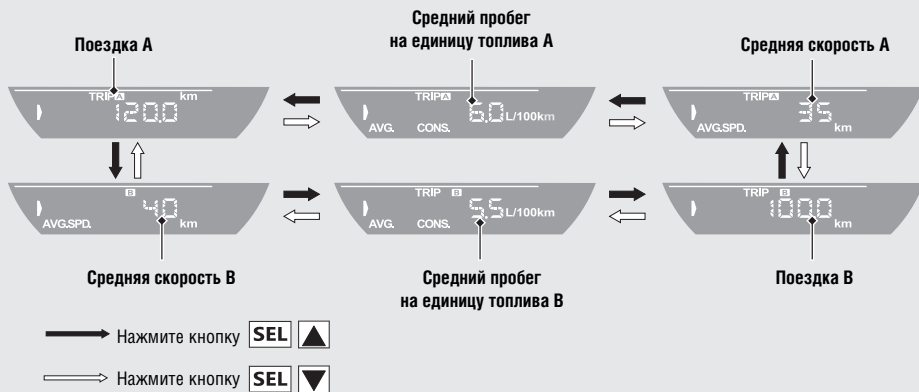 Поездка A
Средний пробег
на единицу топлива A
Средняя скорость A
TRIP A
120.0 km
TRIP A
6.0 L/100km
AVG. CONS.
TRIP A
35
AVG.SPD. km
B
40
AVG.SPD. km
TRIP B
5.5 L/100km
AVG. CONS.
TRIP B
100.0
km
Средняя скорость B
Средний пробег
на единицу топлива B
Поездка B
Нажмите кнопку SEL ▲
Нажмите кнопку SEL ▼